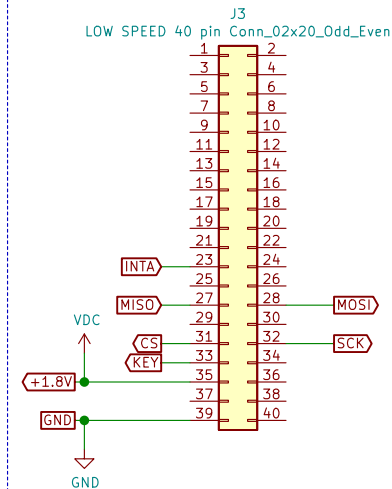 J3
LOW SPEED 40 pin Conn_02x20_Odd_Even
1 2
3 4
5 6
7 8
9 10
11 12
13 14
15 16
17 18
19 20
21 22
INTA 23 24
25 26
MISO 27 28 MOSI
29 30
VDC
CS 31 32 SCK
KEY 33 34
+1.8V 35 36
37 38
GND 39 40
GND